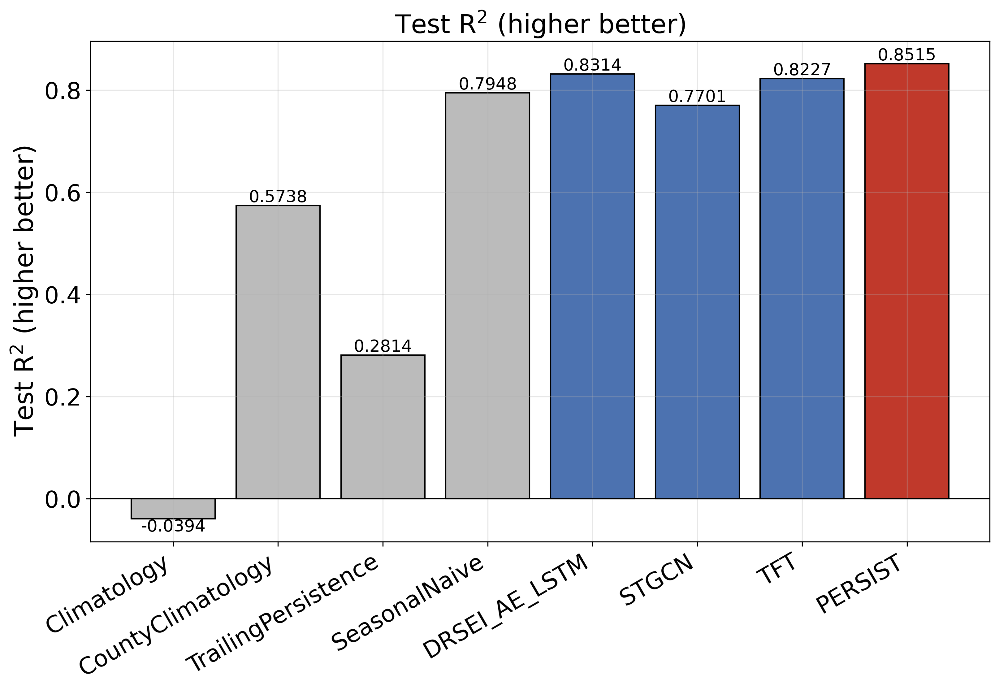 Test R² (higher better)
Test R² (higher better)
0.8
0.6
0.4
0.2
0.0
-0.0394
0.5738
0.2814
0.7948
0.8314
0.7701
0.8227
0.8515
Climatology
CountyClimatology
TrailingPersistence
SeasonalNaive
DRSEI_AE_LSTM
STGCN
TFT
PERSIST